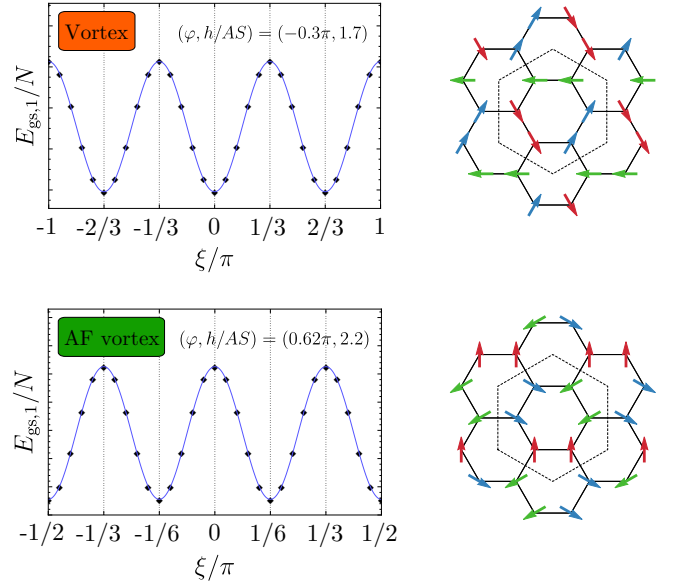 Vortex
(φ, h/AS) = (−0.3π, 1.7)
E_gs,1/N
-1 -2/3 -1/3 0 1/3 2/3 1
ξ/π
AF vortex
(φ, h/AS) = (0.62π, 2.2)
E_gs,1/N
-1/2 -1/3 -1/6 0 1/6 1/3 1/2
ξ/π